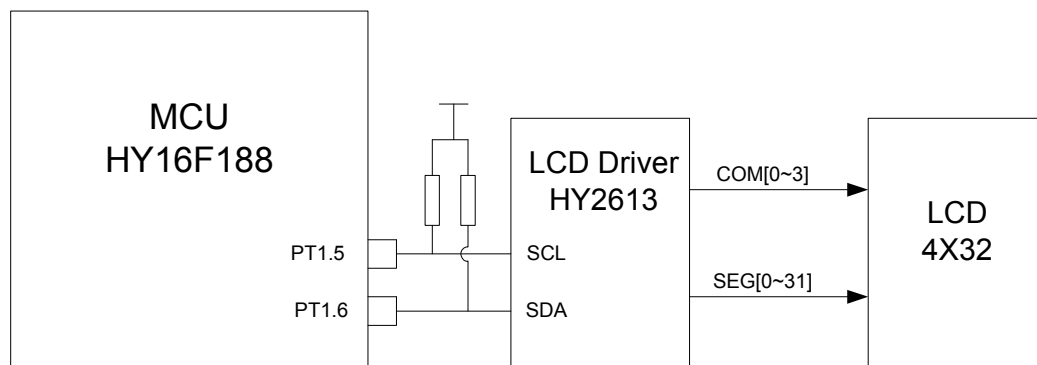 MCU
HY16F188
PT1.5
PT1.6
LCD Driver
HY2613
SCL
SDA
COM[0~3]
SEG[0~31]
LCD
4X32